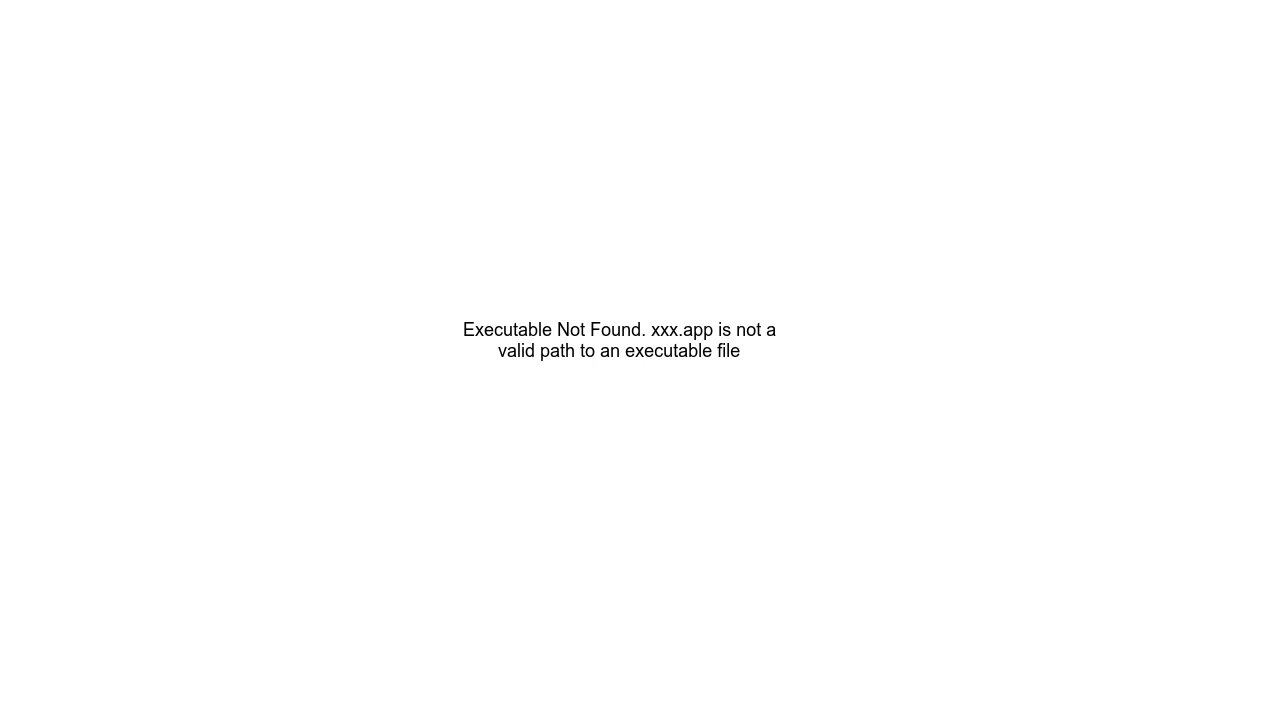 Executable Not Found. xxx.app is not a
valid path to an executable file